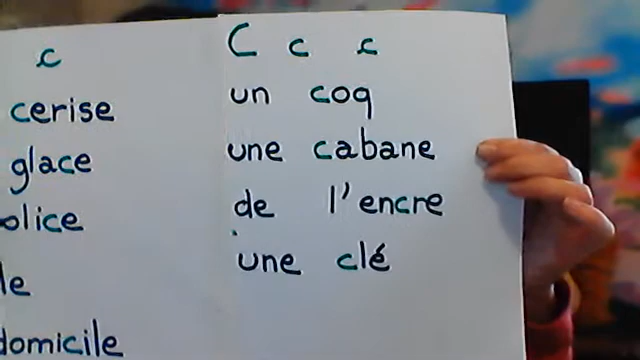 c
cerise
glace
olice
le
domicile
C c c
un coq
une cabane
de l'encre
une clé